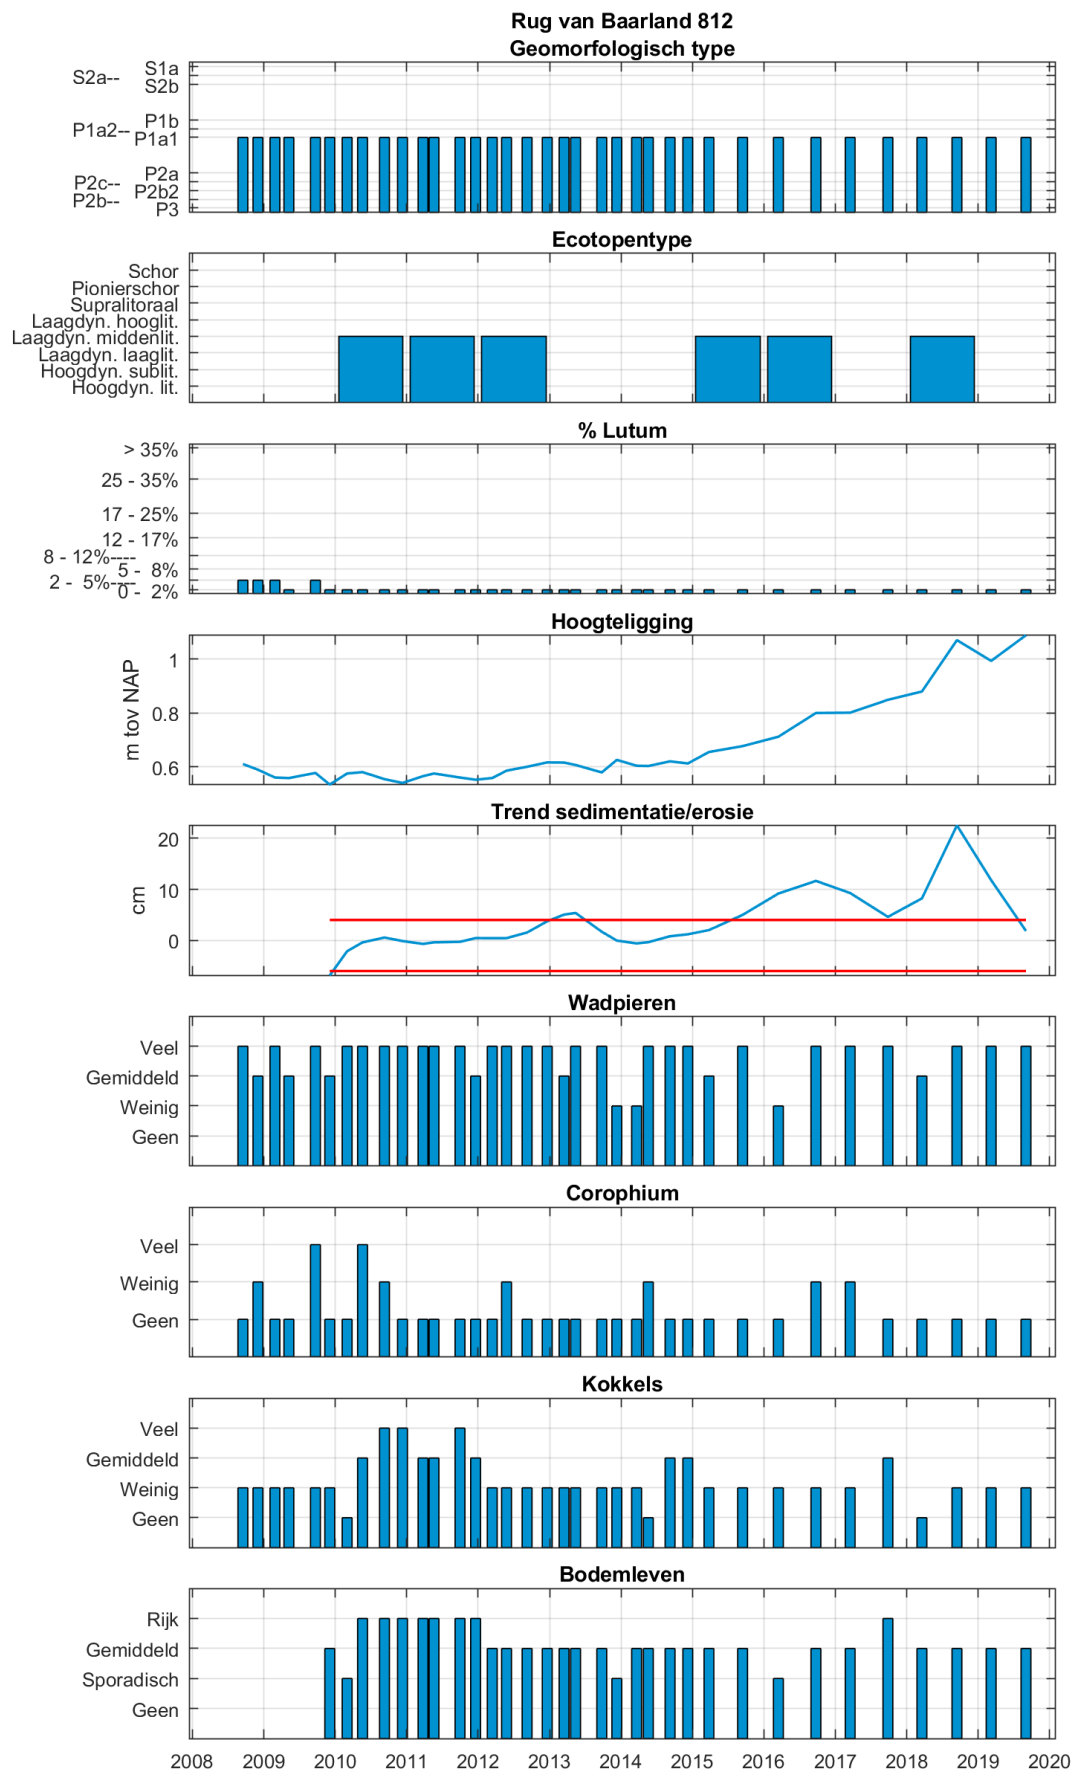 Rug van Baarland 812
Geomorfologisch type
S1a
S2a--
S2b
P1b
P1a2--
P1a1
P2a
P2c--
P2b2
P2b--
P3
Ecotopentype
Schor
Pionierschor
Supralitoraal
Laagdyn. hooglit.
Laagdyn. middenlit.
Laagdyn. laaglit.
Hoogdyn. sublit.
Hoogdyn. lit.
% Lutum
> 35%
25 - 35%
17 - 25%
12 - 17%
8 - 12%----
5 - 8%
2 - 5%----
0 - 2%
Hoogteligging
m tov NAP
1
0.8
0.6
Trend sedimentatie/erosie
cm
20
10
0
Wadpieren
Veel
Gemiddeld
Weinig
Geen
Corophium
Veel
Weinig
Geen
Kokkels
Veel
Gemiddeld
Weinig
Geen
Bodemleven
Rijk
Gemiddeld
Sporadisch
Geen
2008 2009 2010 2011 2012 2013 2014 2015 2016 2017 2018 2019 2020